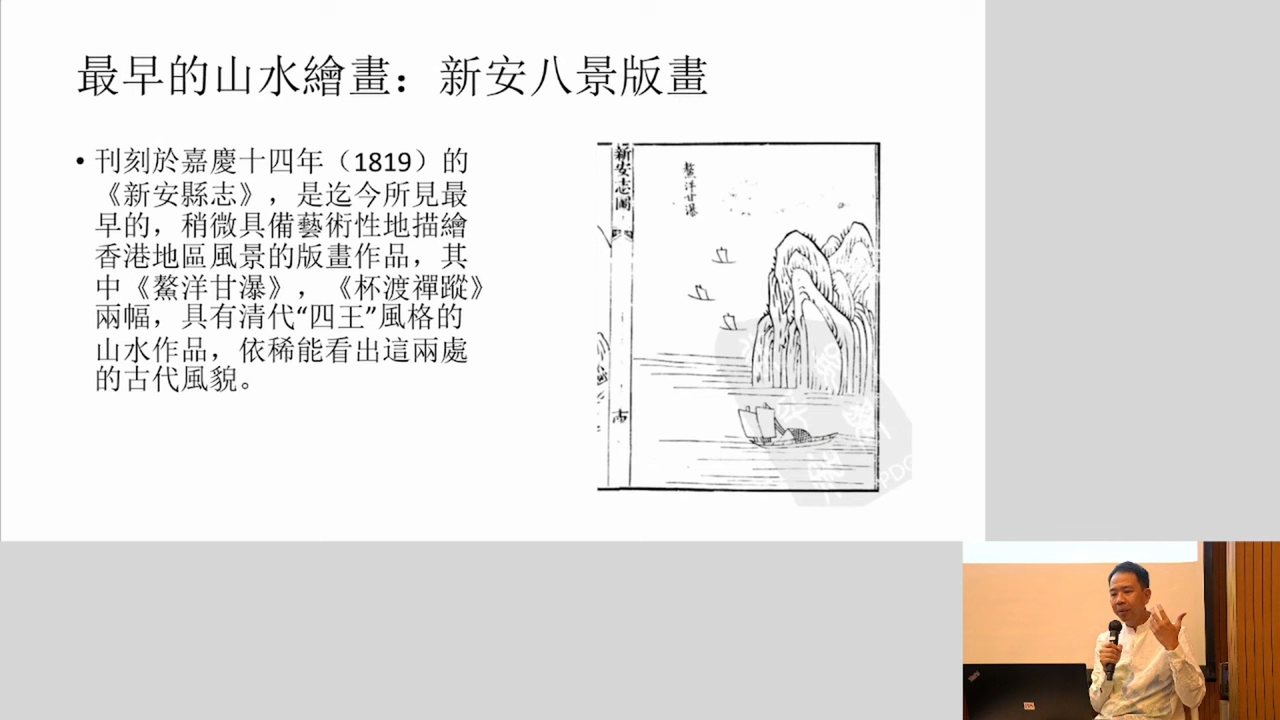 最早的山水繪畫：新安八景版畫
• 刊刻於嘉慶十四年（1819）的
《新安縣志》，是迄今所見最
早的，稍微具備藝術性地描繪
香港地區風景的版畫作品，其
中《鰲洋甘瀑》，《杯渡禪蹤》
兩幅，具有清代“四王”風格的
山水作品，依稀能看出這兩處
的古代風貌。
新安志圖
鰲洋甘瀑